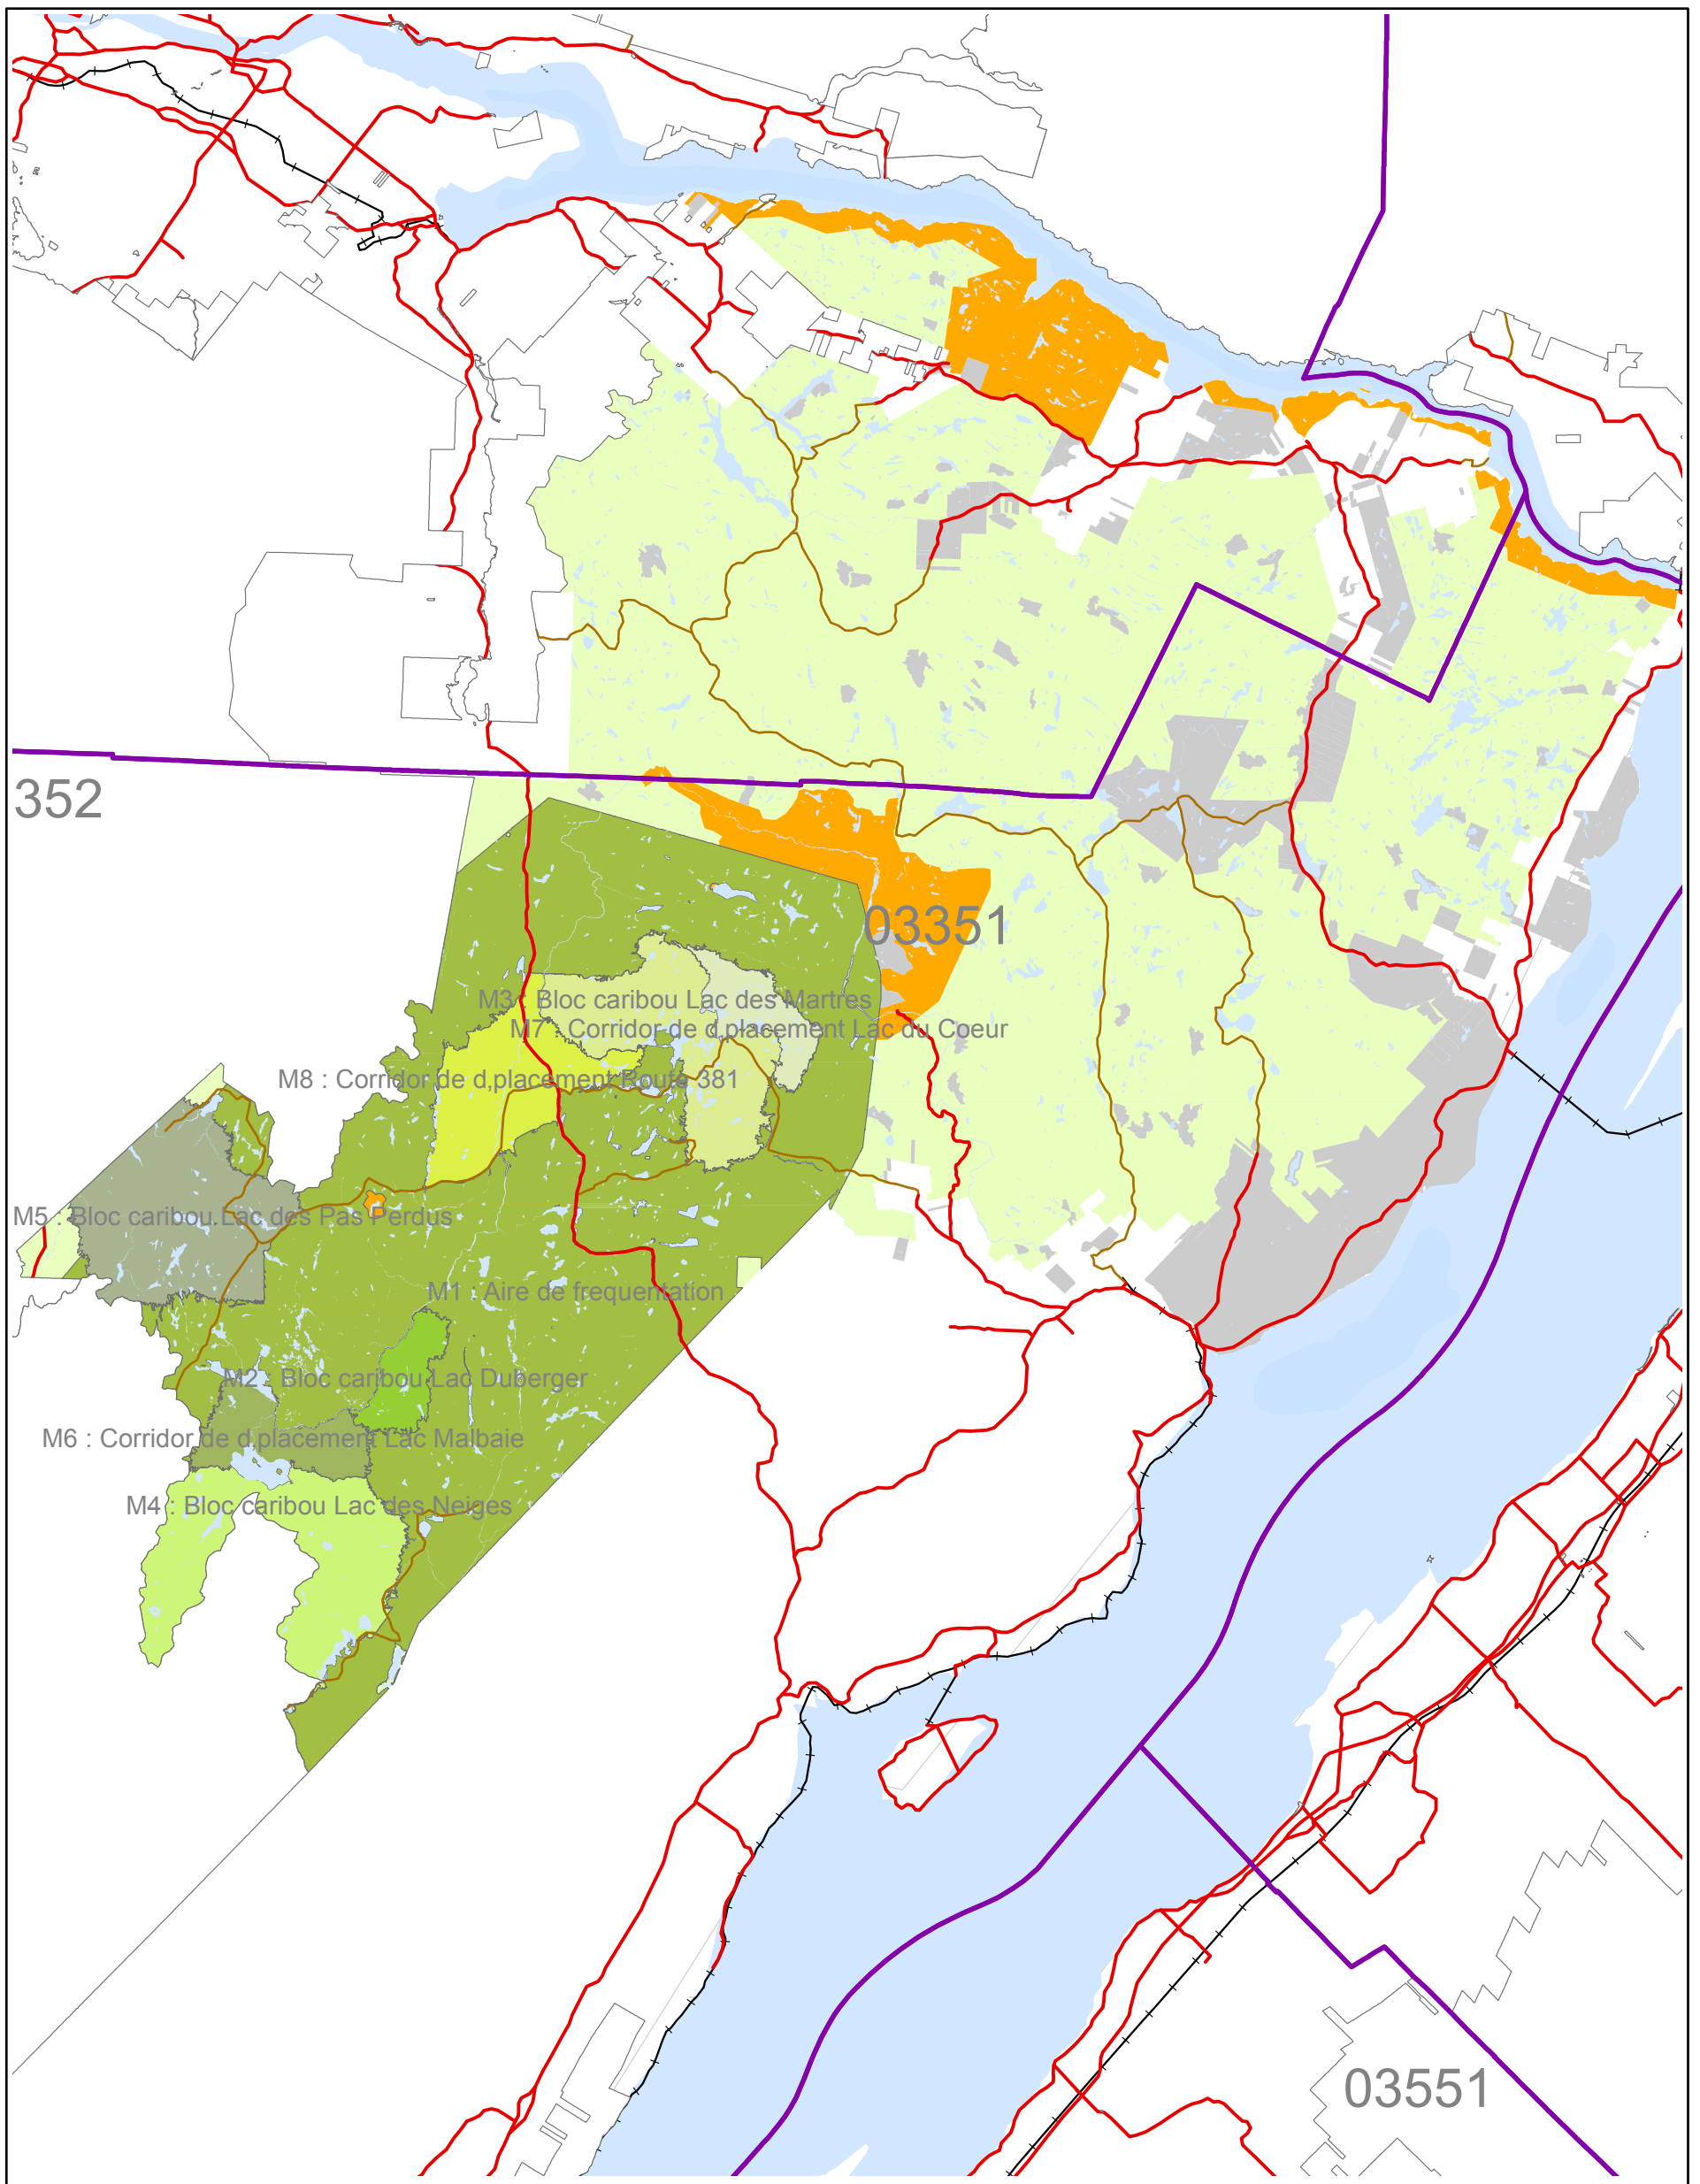 352
03351
M3 : Bloc caribou Lac des Martres
M7 : Corridor de d‚placement Lac du Coeur
M8 : Corridor de d‚placement Route 381
M5 : Bloc caribou Lac des Pas Perdus
M1 : Aire de frequentation
M2 : Bloc caribou Lac Duberger
M6 : Corridor de d‚placement Lac Malbaie
M4 : Bloc caribou Lac des Neiges
03551